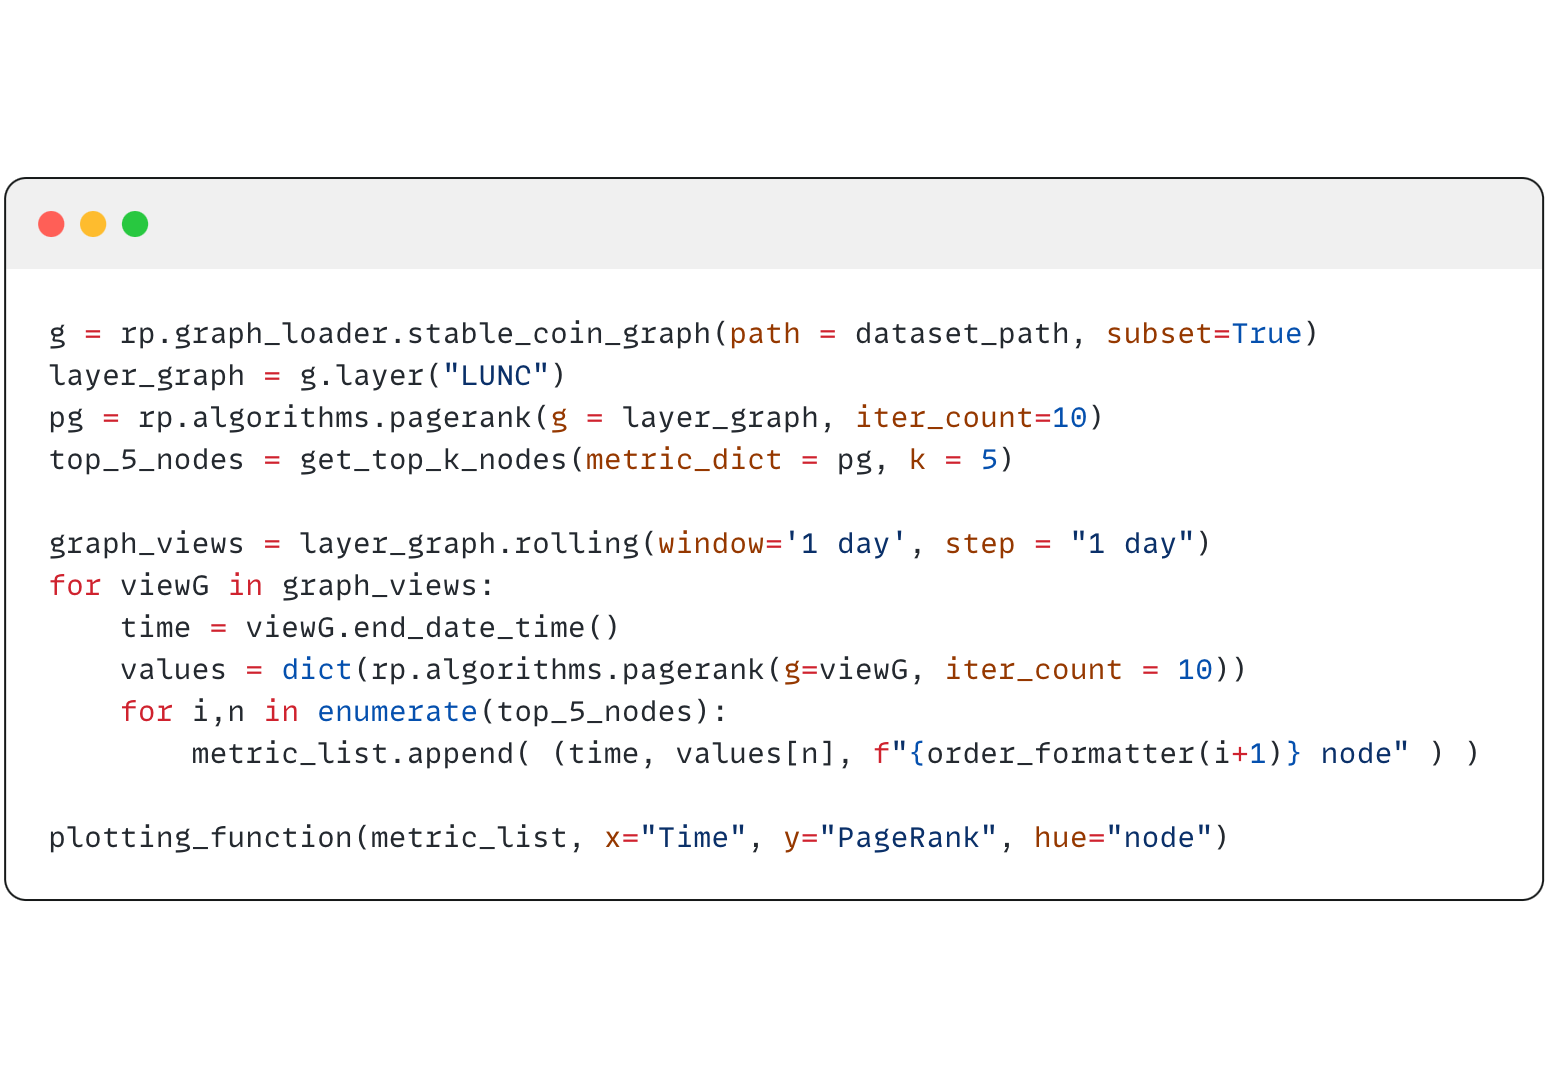 g = rp.graph_loader.stable_coin_graph(path = dataset_path, subset=True)
layer_graph = g.layer("LUNC")
pg = rp.algorithms.pagerank(g = layer_graph, iter_count=10)
top_5_nodes = get_top_k_nodes(metric_dict = pg, k = 5)

graph_views = layer_graph.rolling(window='1 day', step = "1 day")
for viewG in graph_views:
    time = viewG.end_date_time()
    values = dict(rp.algorithms.pagerank(g=viewG, iter_count = 10))
    for i,n in enumerate(top_5_nodes):
        metric_list.append( (time, values[n], f"{order_formatter(i+1)} node" ) )

plotting_function(metric_list, x="Time", y="PageRank", hue="node")